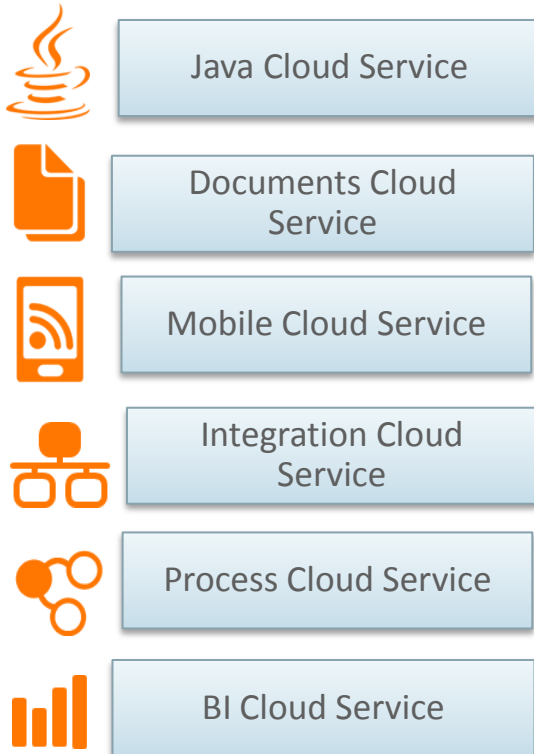 Java Cloud Service
Documents Cloud
Service
Mobile Cloud Service
Integration Cloud
Service
Process Cloud Service
BI Cloud Service